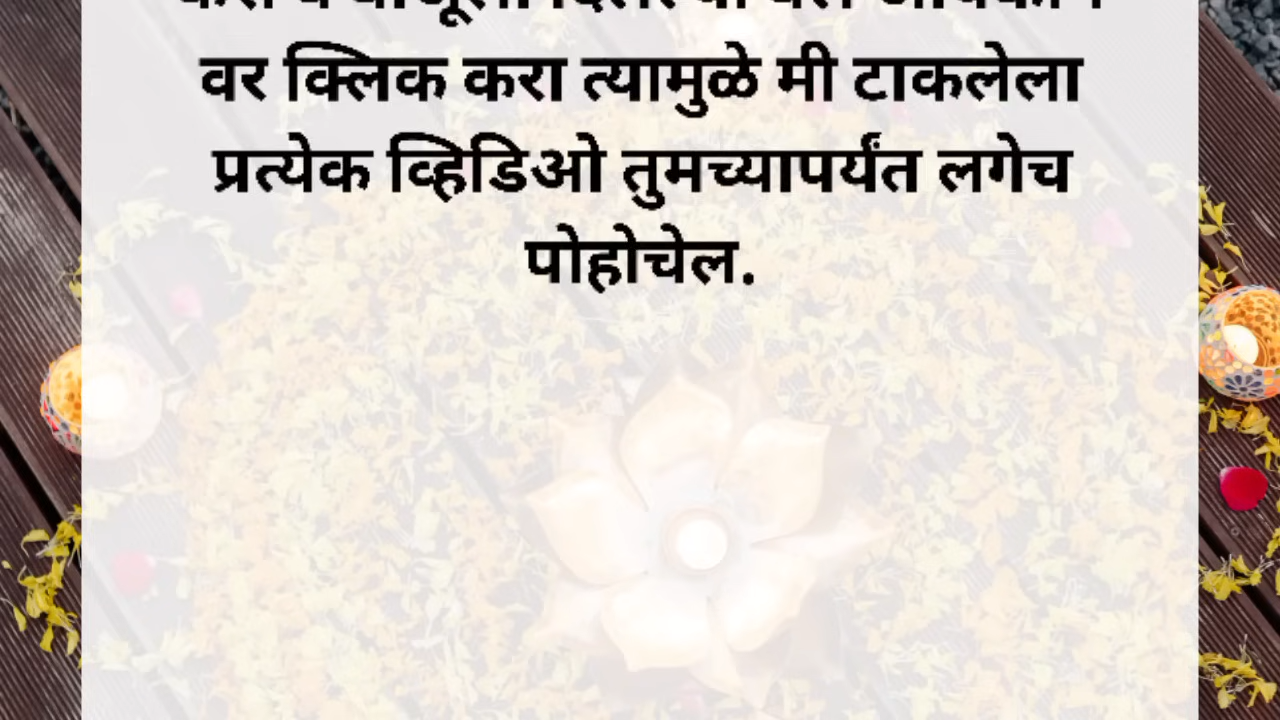 वर क्लिक करा त्यामुळे मी टाकलेला
प्रत्येक व्हिडिओ तुमच्यापर्यंत लगेच
पोहोचेल.